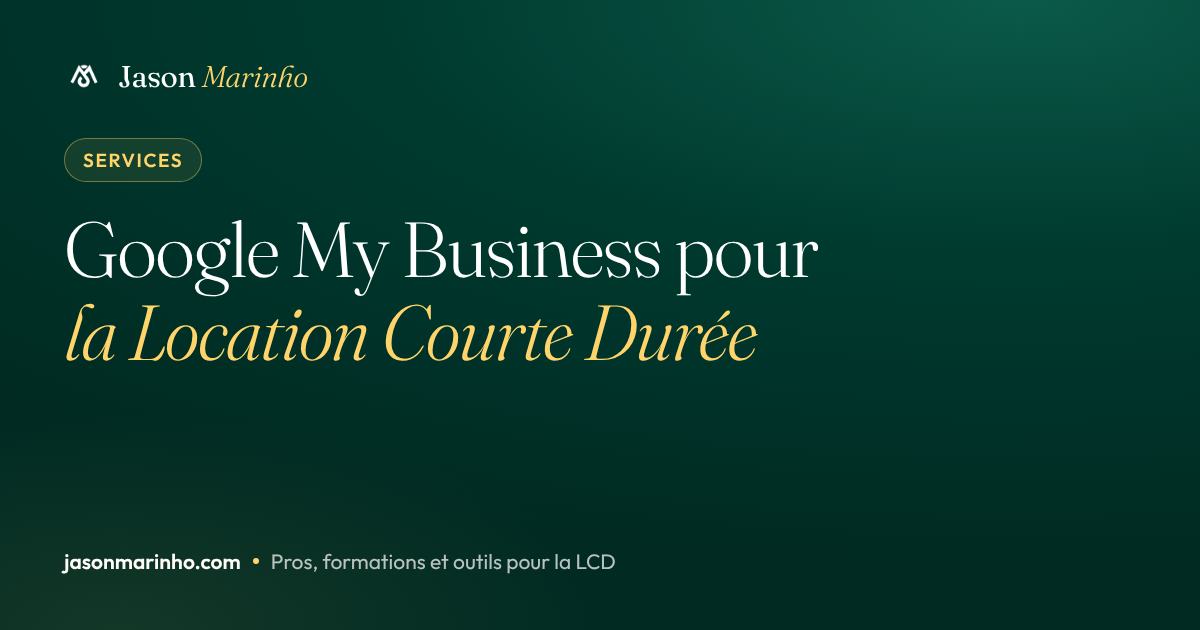 Jason Marinho
SERVICES
Google My Business pour
la Location Courte Durée
jasonmarinho.com • Pros, formations et outils pour la LCD